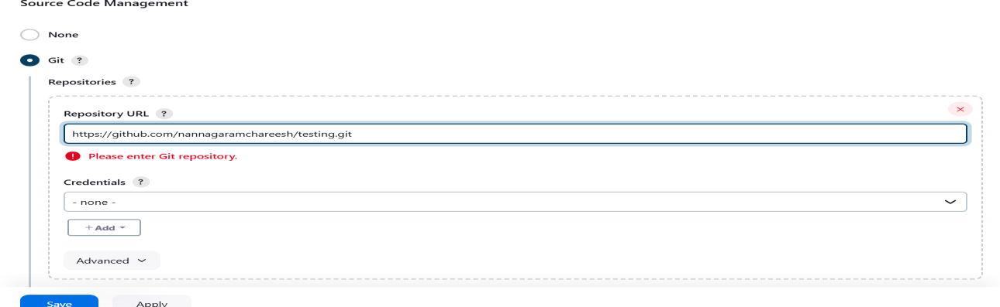 Source Code Management
None
Git ?
Repositories ?
Repository URL ?
https://github.com/nannagaramchareesh/testing.git
Please enter Git repository.
Credentials ?
- none -
+ Add
Advanced
Save Apply